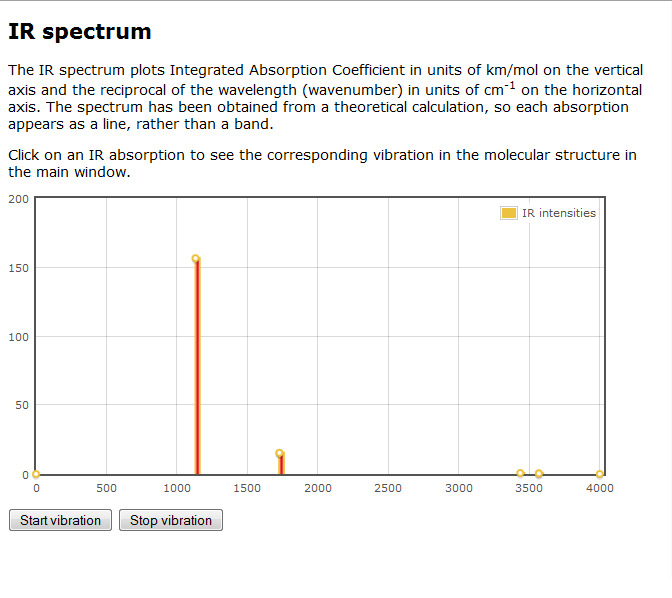 IR spectrum
The IR spectrum plots Integrated Absorption Coefficient in units of km/mol on the vertical
axis and the reciprocal of the wavelength (wavenumber) in units of cm-1 on the horizontal
axis. The spectrum has been obtained from a theoretical calculation, so each absorption
appears as a line, rather than a band.
Click on an IR absorption to see the corresponding vibration in the molecular structure in
the main window.
200
IR intensities
150
100
50
0
0 500 1000 1500 2000 2500 3000 3500 4000
Start vibration Stop vibration